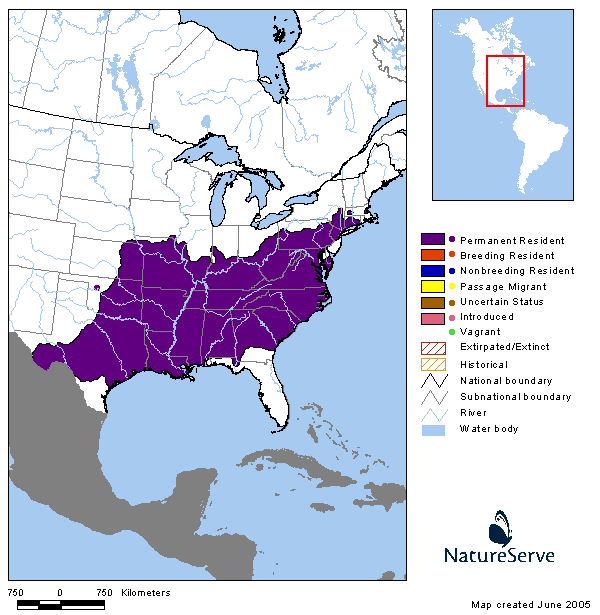 Permanent Resident
Breeding Resident
Nonbreeding Resident
Passage Migrant
Uncertain Status
Introduced
Vagrant
Extirpated/Extinct
Historical
National boundary
Subnational boundary
River
Water body
NatureServe
750 0 750 Kilometers
Map created June 2005